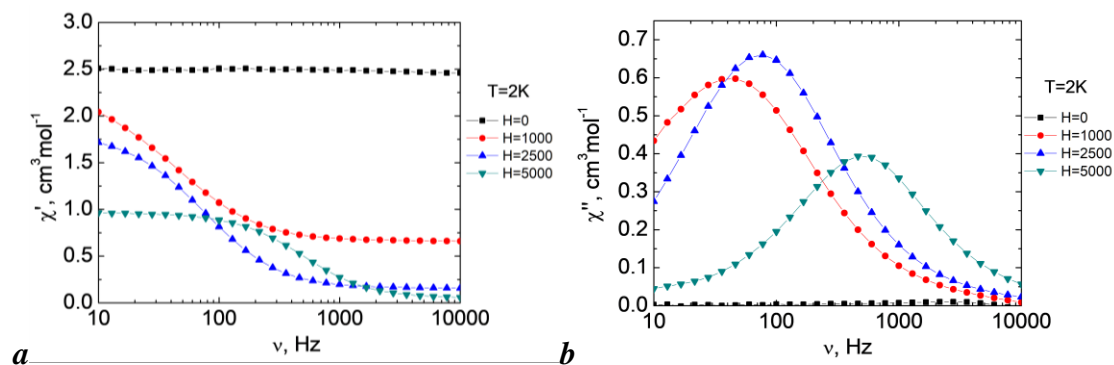 3.0
2.5
2.0
1.5
1.0
0.5
0.0
χ', cm³mol⁻¹
10 100 1000 10000
ν, Hz
T=2K
H=0
H=1000
H=2500
H=5000
a
0.7
0.6
0.5
0.4
0.3
0.2
0.1
0.0
χ'', cm³mol⁻¹
10 100 1000 10000
ν, Hz
T=2K
H=0
H=1000
H=2500
H=5000
b